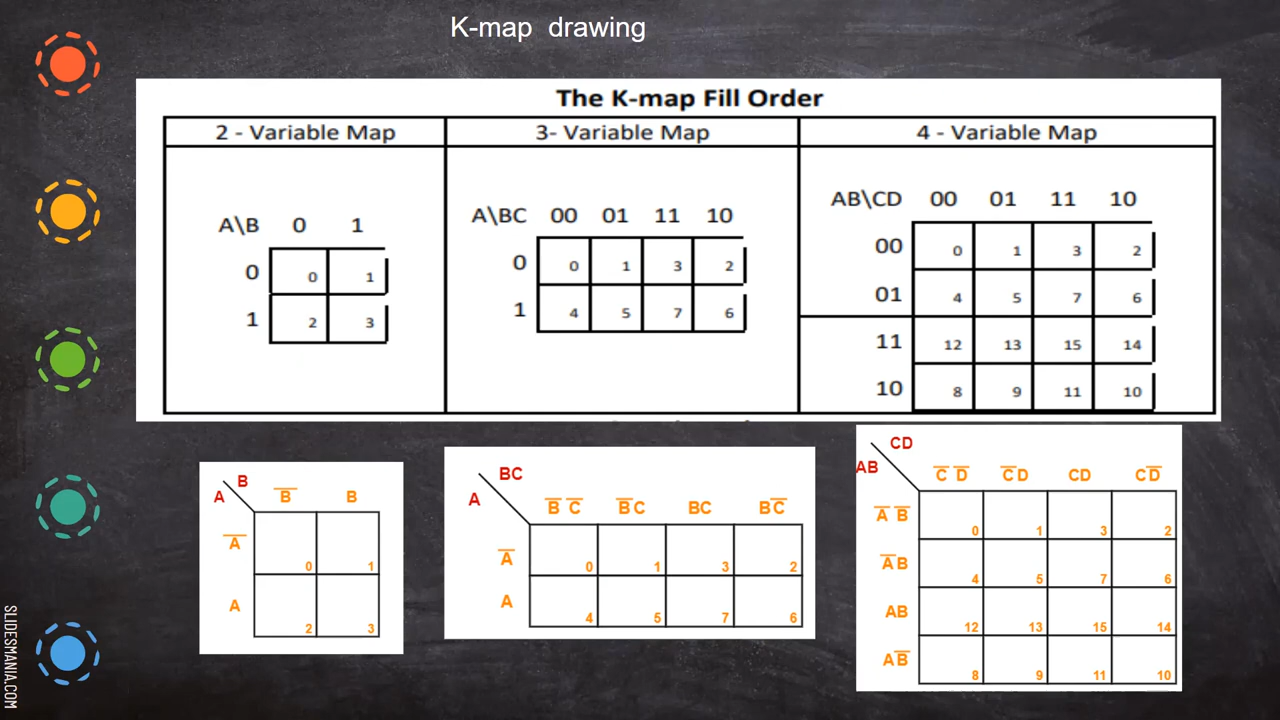 K-map drawing
The K-map Fill Order
2 - Variable Map
A\B 0 1
0 0 1
1 2 3
3- Variable Map
A\BC 00 01 11 10
0 0 1 3 2
1 4 5 7 6
4 - Variable Map
AB\CD 00 01 11 10
00 0 1 3 2
01 4 5 7 6
11 12 13 15 14
10 8 9 11 10
B
A B̅ B
A̅ 0 1
A 2 3
BC
A B̅ C̅ B̅ C BC BC̅
A̅ 0 1 3 2
A 4 5 7 6
CD
AB C̅ D̅ C̅ D CD CD̅
A̅ B̅ 0 1 3 2
A̅ B 4 5 7 6
AB 12 13 15 14
AB̅ 8 9 11 10
SLIDESMANIA.COM